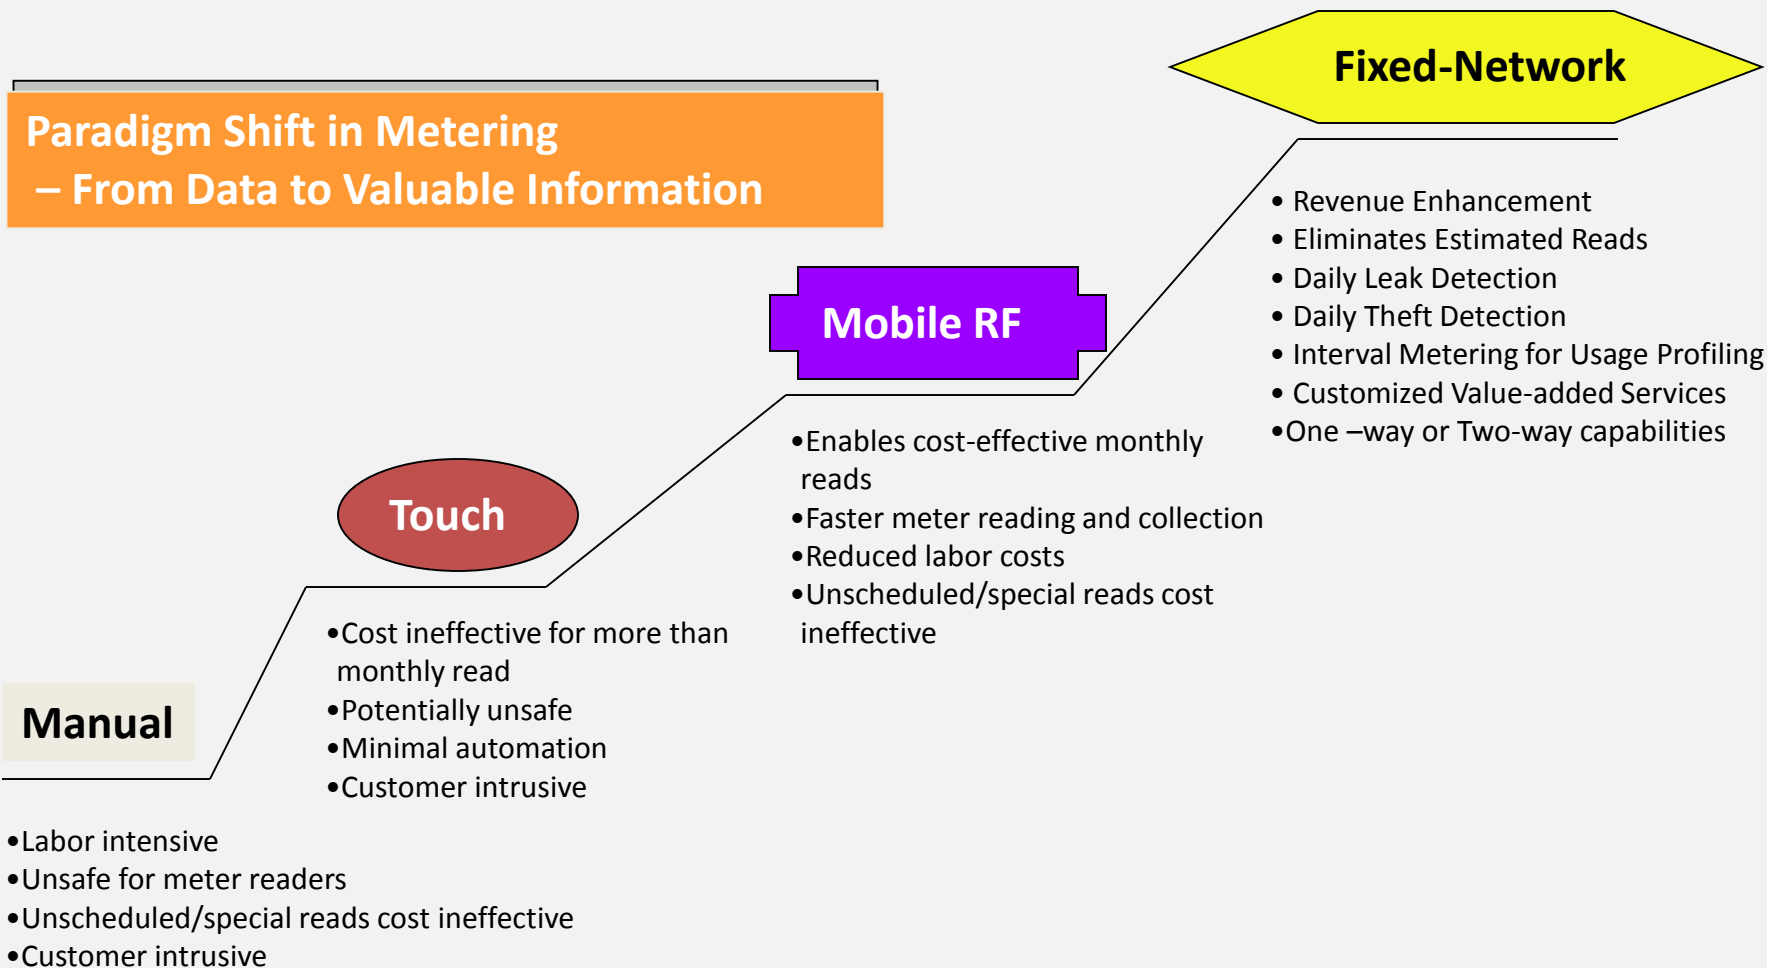 Paradigm Shift in Metering
– From Data to Valuable Information
Fixed-Network
• Revenue Enhancement
• Eliminates Estimated Reads
• Daily Leak Detection
• Daily Theft Detection
• Interval Metering for Usage Profiling
• Customized Value-added Services
•One –way or Two-way capabilities
Mobile RF
•Enables cost-effective monthly
reads
•Faster meter reading and collection
•Reduced labor costs
•Unscheduled/special reads cost
ineffective
Touch
•Cost ineffective for more than
monthly read
•Potentially unsafe
•Minimal automation
•Customer intrusive
Manual
•Labor intensive
•Unsafe for meter readers
•Unscheduled/special reads cost ineffective
•Customer intrusive